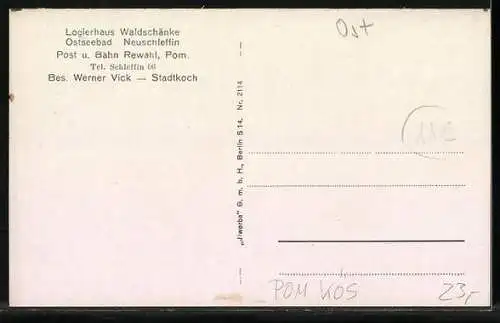 Logierhaus Waldschänke
Ostseebad Neuschleffin
Post u. Bahn Rewahl, Pom.
Tel. Schleffin 66
Bes. Werner Vick — Stadtkoch
„Jiwerba" G. m. b. H., Berlin S 14. Nr. 2114
Ost
POM KOS
23,-